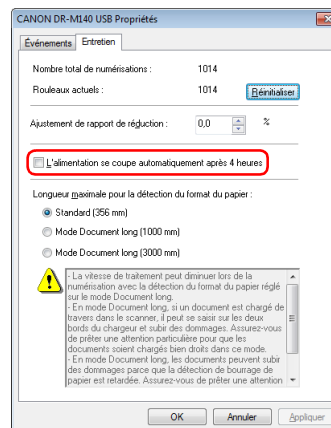 CANON DR-M140 USB Propriétés
Événements Entretien
Nombre total de numérisations : 1014
Rouleaux actuels : 1014 Réinitialiser
Ajustement de rapport de réduction : 0,0 %
L'alimentation se coupe automatiquement après 4 heures
Longueur maximale pour la détection du format du papier :
Standard (356 mm)
Mode Document long (1000 mm)
Mode Document long (3000 mm)
- La vitesse de traitement peut diminuer lors de la
numérisation avec la détection du format du papier réglé
sur le mode Document long.
- En mode Document long, si un document est chargé de
travers dans le scanner, il peut se saisir sur les deux
bords du chargeur et subir des dommages. Assurez-vous
de prêter une attention particulière pour que les
documents soient chargés bien droits dans ce mode.
- En mode Document long, les documents peuvent subir
des dommages parce que la détection de bourrage de
papier est retardée. Assurez-vous de prêter une attention
OK Annuler Appliquer